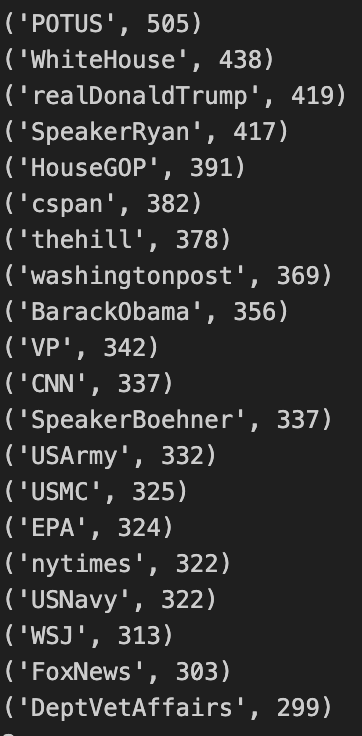 ('POTUS', 505)
('WhiteHouse', 438)
('realDonaldTrump', 419)
('SpeakerRyan', 417)
('HouseGOP', 391)
('cspan', 382)
('thehill', 378)
('washingtonpost', 369)
('BarackObama', 356)
('VP', 342)
('CNN', 337)
('SpeakerBoehner', 337)
('USArmy', 332)
('USMC', 325)
('EPA', 324)
('nytimes', 322)
('USNavy', 322)
('WSJ', 313)
('FoxNews', 303)
('DeptVetAffairs', 299)